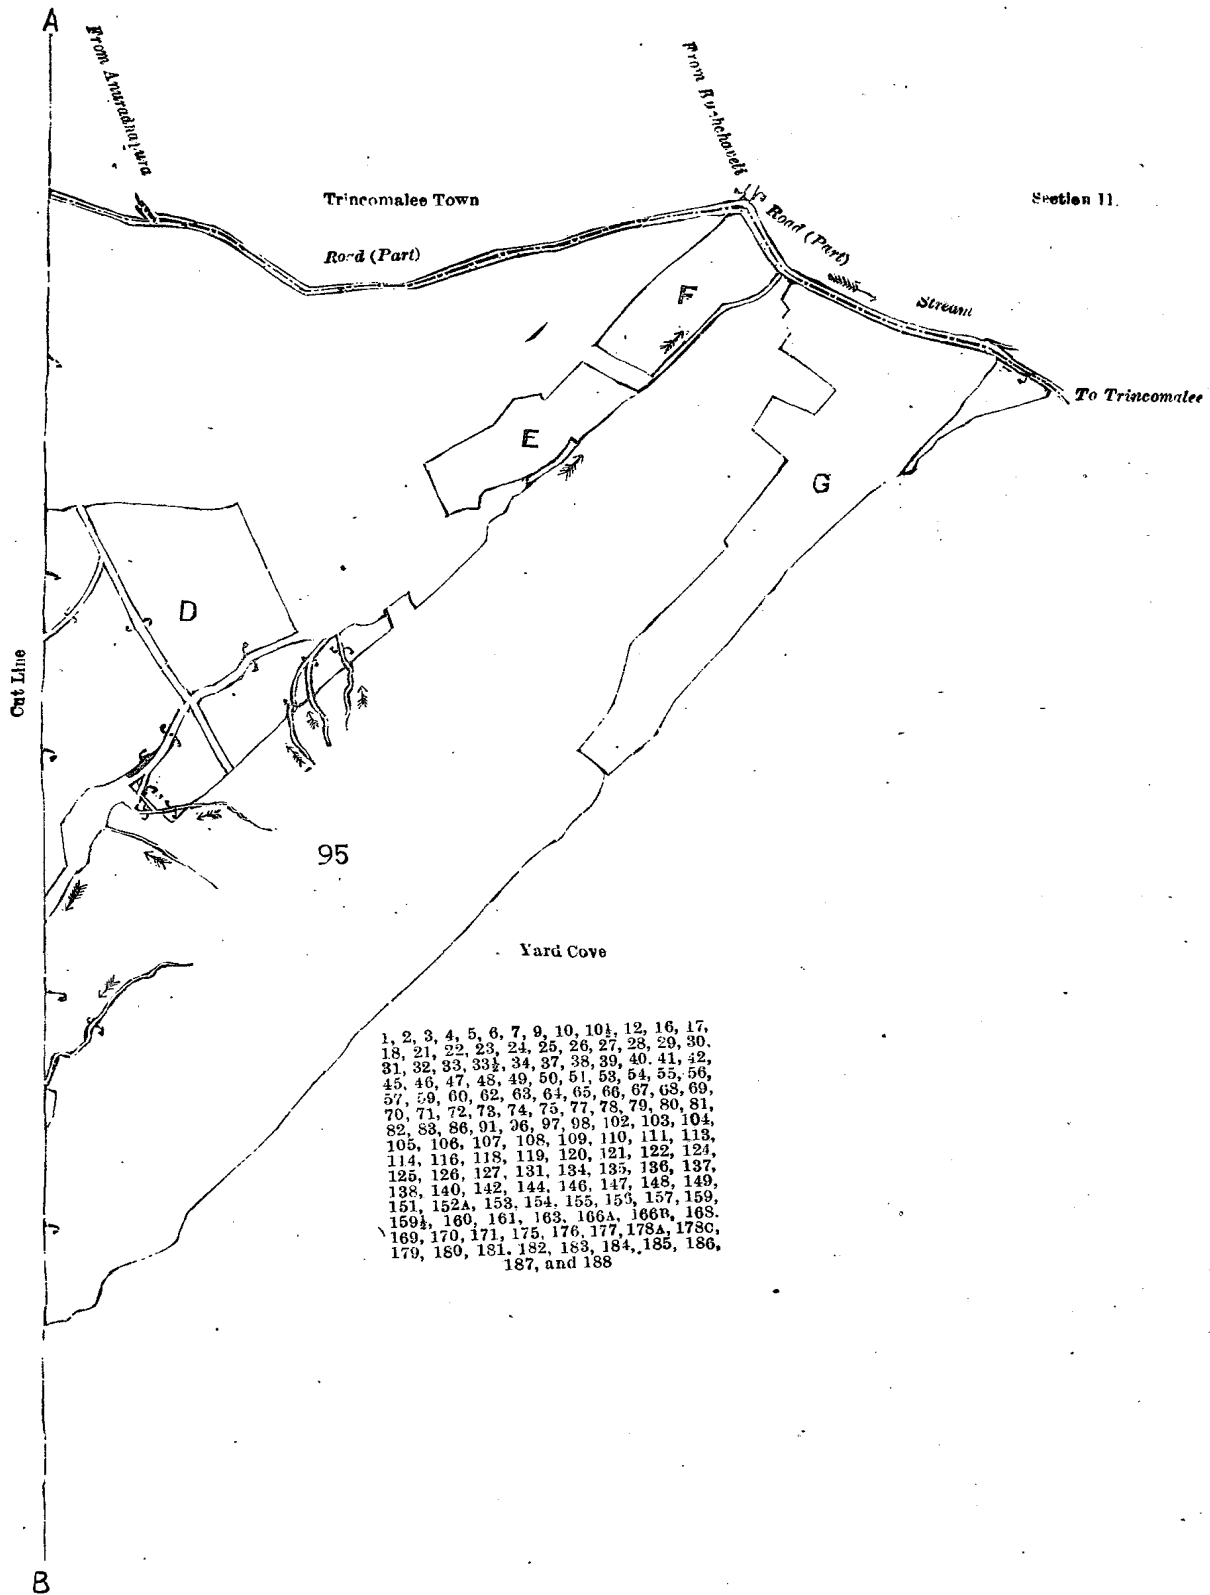 A
From Anuradhapura
From Kuchchaveli
Trincomalee Town
Section 11.
Road (Part)
Road (Part)
Stream
F
To Trincomalee
E
G
D
Cut Line
95
Yard Cove
1, 2, 3, 4, 5, 6, 7, 9, 10, 10½, 12, 16, 17,
18, 21, 22, 23, 24, 25, 26, 27, 28, 29, 30.
31, 32, 33, 33½, 34, 37, 38, 39, 40. 41, 42,
45, 46, 47, 48, 49, 50, 51, 53, 54, 55, 56,
57, 59, 60, 62, 63, 64, 65, 66, 67, 68, 69,
70, 71, 72, 73, 74, 75, 77, 78, 79, 80, 81,
82, 83, 86, 91, 96, 97, 98, 102, 103, 104,
105, 106, 107, 108, 109, 110, 111, 113,
114, 116, 118, 119, 120, 121, 122, 124,
125, 126, 127, 131, 134, 135, 136, 137,
138, 140, 142, 144, 146, 147, 148, 149,
151, 152A, 153, 154, 155, 156, 157, 159,
159½, 160, 161, 163, 166A, 166B, 168.
169, 170, 171, 175, 176, 177, 178A, 178C,
179, 180, 181. 182, 183, 184, 185, 186,
187, and 188
B